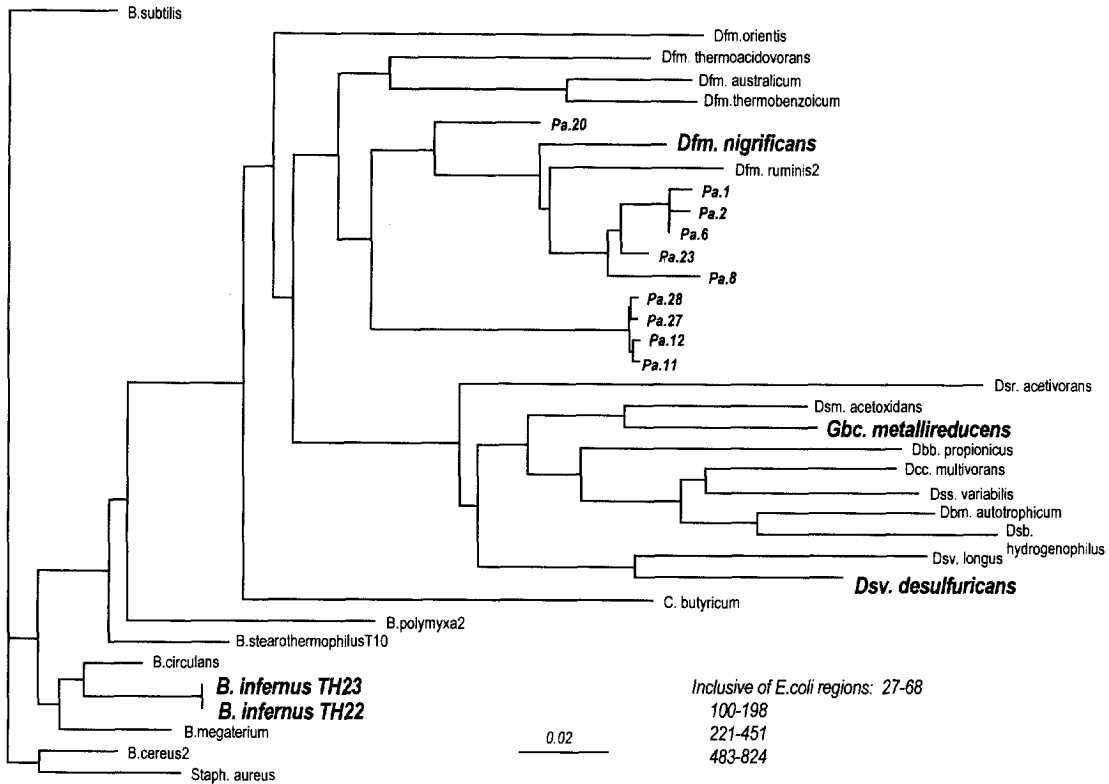 B.subtilis
Dfm.orientis
Dfm. thermoacidovorans
Dfm. australicum
Dfm.thermobenzoicum
Pa.20
Dfm. nigrificans
Dfm. ruminis2
Pa.1
Pa.2
Pa.6
Pa.23
Pa.8
Pa.28
Pa.27
Pa.12
Pa.11
Dsr. acetivorans
Dsm. acetoxidans
Gbc. metallireducens
Dbb. propionicus
Dcc. multivorans
Dss. variabilis
Dbm. autotrophicum
Dsb.
hydrogenophilus
Dsv. longus
Dsv. desulfuricans
C. butyricum
B.polymyxa2
B.stearothermophilusT10
B.circulans
B. infernus TH23
B. infernus TH22
B.megaterium
B.cereus2
Staph. aureus
Inclusive of E.coli regions: 27-68
100-198
221-451
483-824
0.02